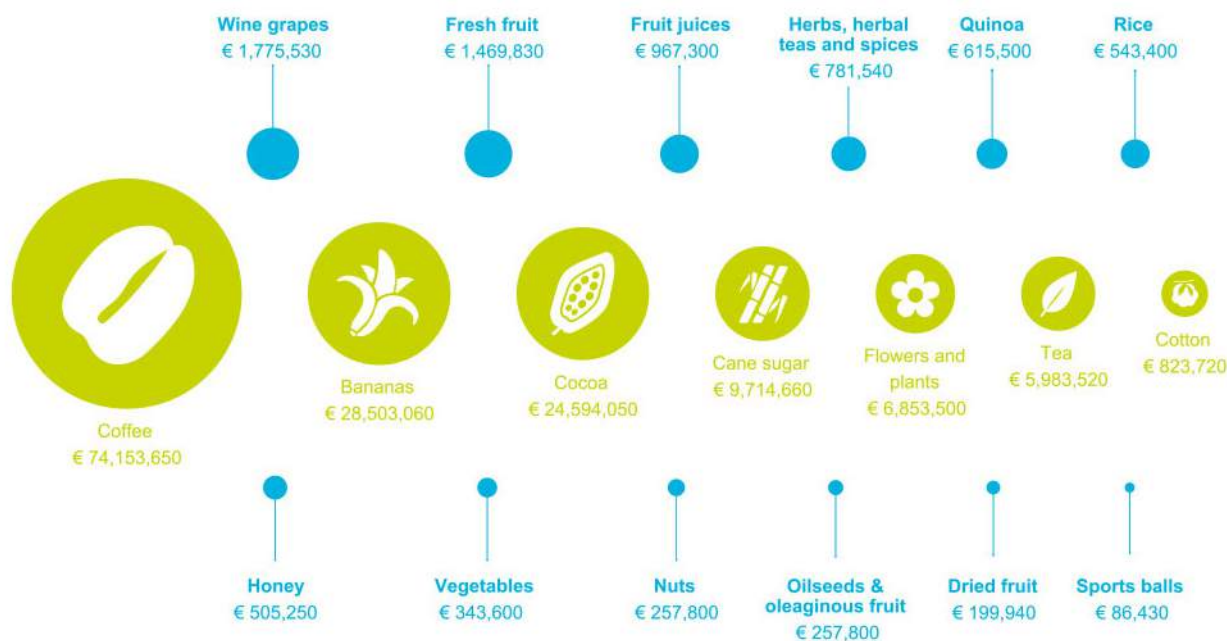 Wine grapes
€ 1,775,530
Fresh fruit
€ 1,469,830
Fruit juices
€ 967,300
Herbs, herbal
teas and spices
€ 781,540
Quinoa
€ 615,500
Rice
€ 543,400
Coffee
€ 74,153,650
Bananas
€ 28,503,060
Cocoa
€ 24,594,050
Cane sugar
€ 9,714,660
Flowers and
plants
€ 6,853,500
Tea
€ 5,983,520
Cotton
€ 823,720
Honey
€ 505,250
Vegetables
€ 343,600
Nuts
€ 257,800
Oilseeds &
oleaginous fruit
€ 257,800
Dried fruit
€ 199,940
Sports balls
€ 86,430